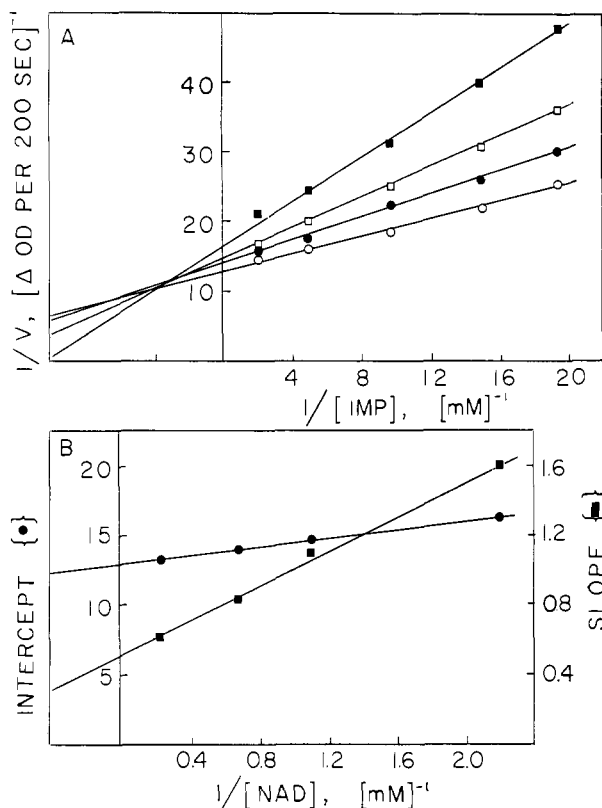 A
1/V, [Δ OD PER 200 SEC]⁻¹
40
30
20
10
4 8 12 16 20
1/[IMP], [mM]⁻¹
B
INTERCEPT {●}
20
15
10
5
SLOPE {■}
1.6
1.2
0.8
0.4
0.4 0.8 1.2 1.6 2.0
1/[NAD], [mM]⁻¹